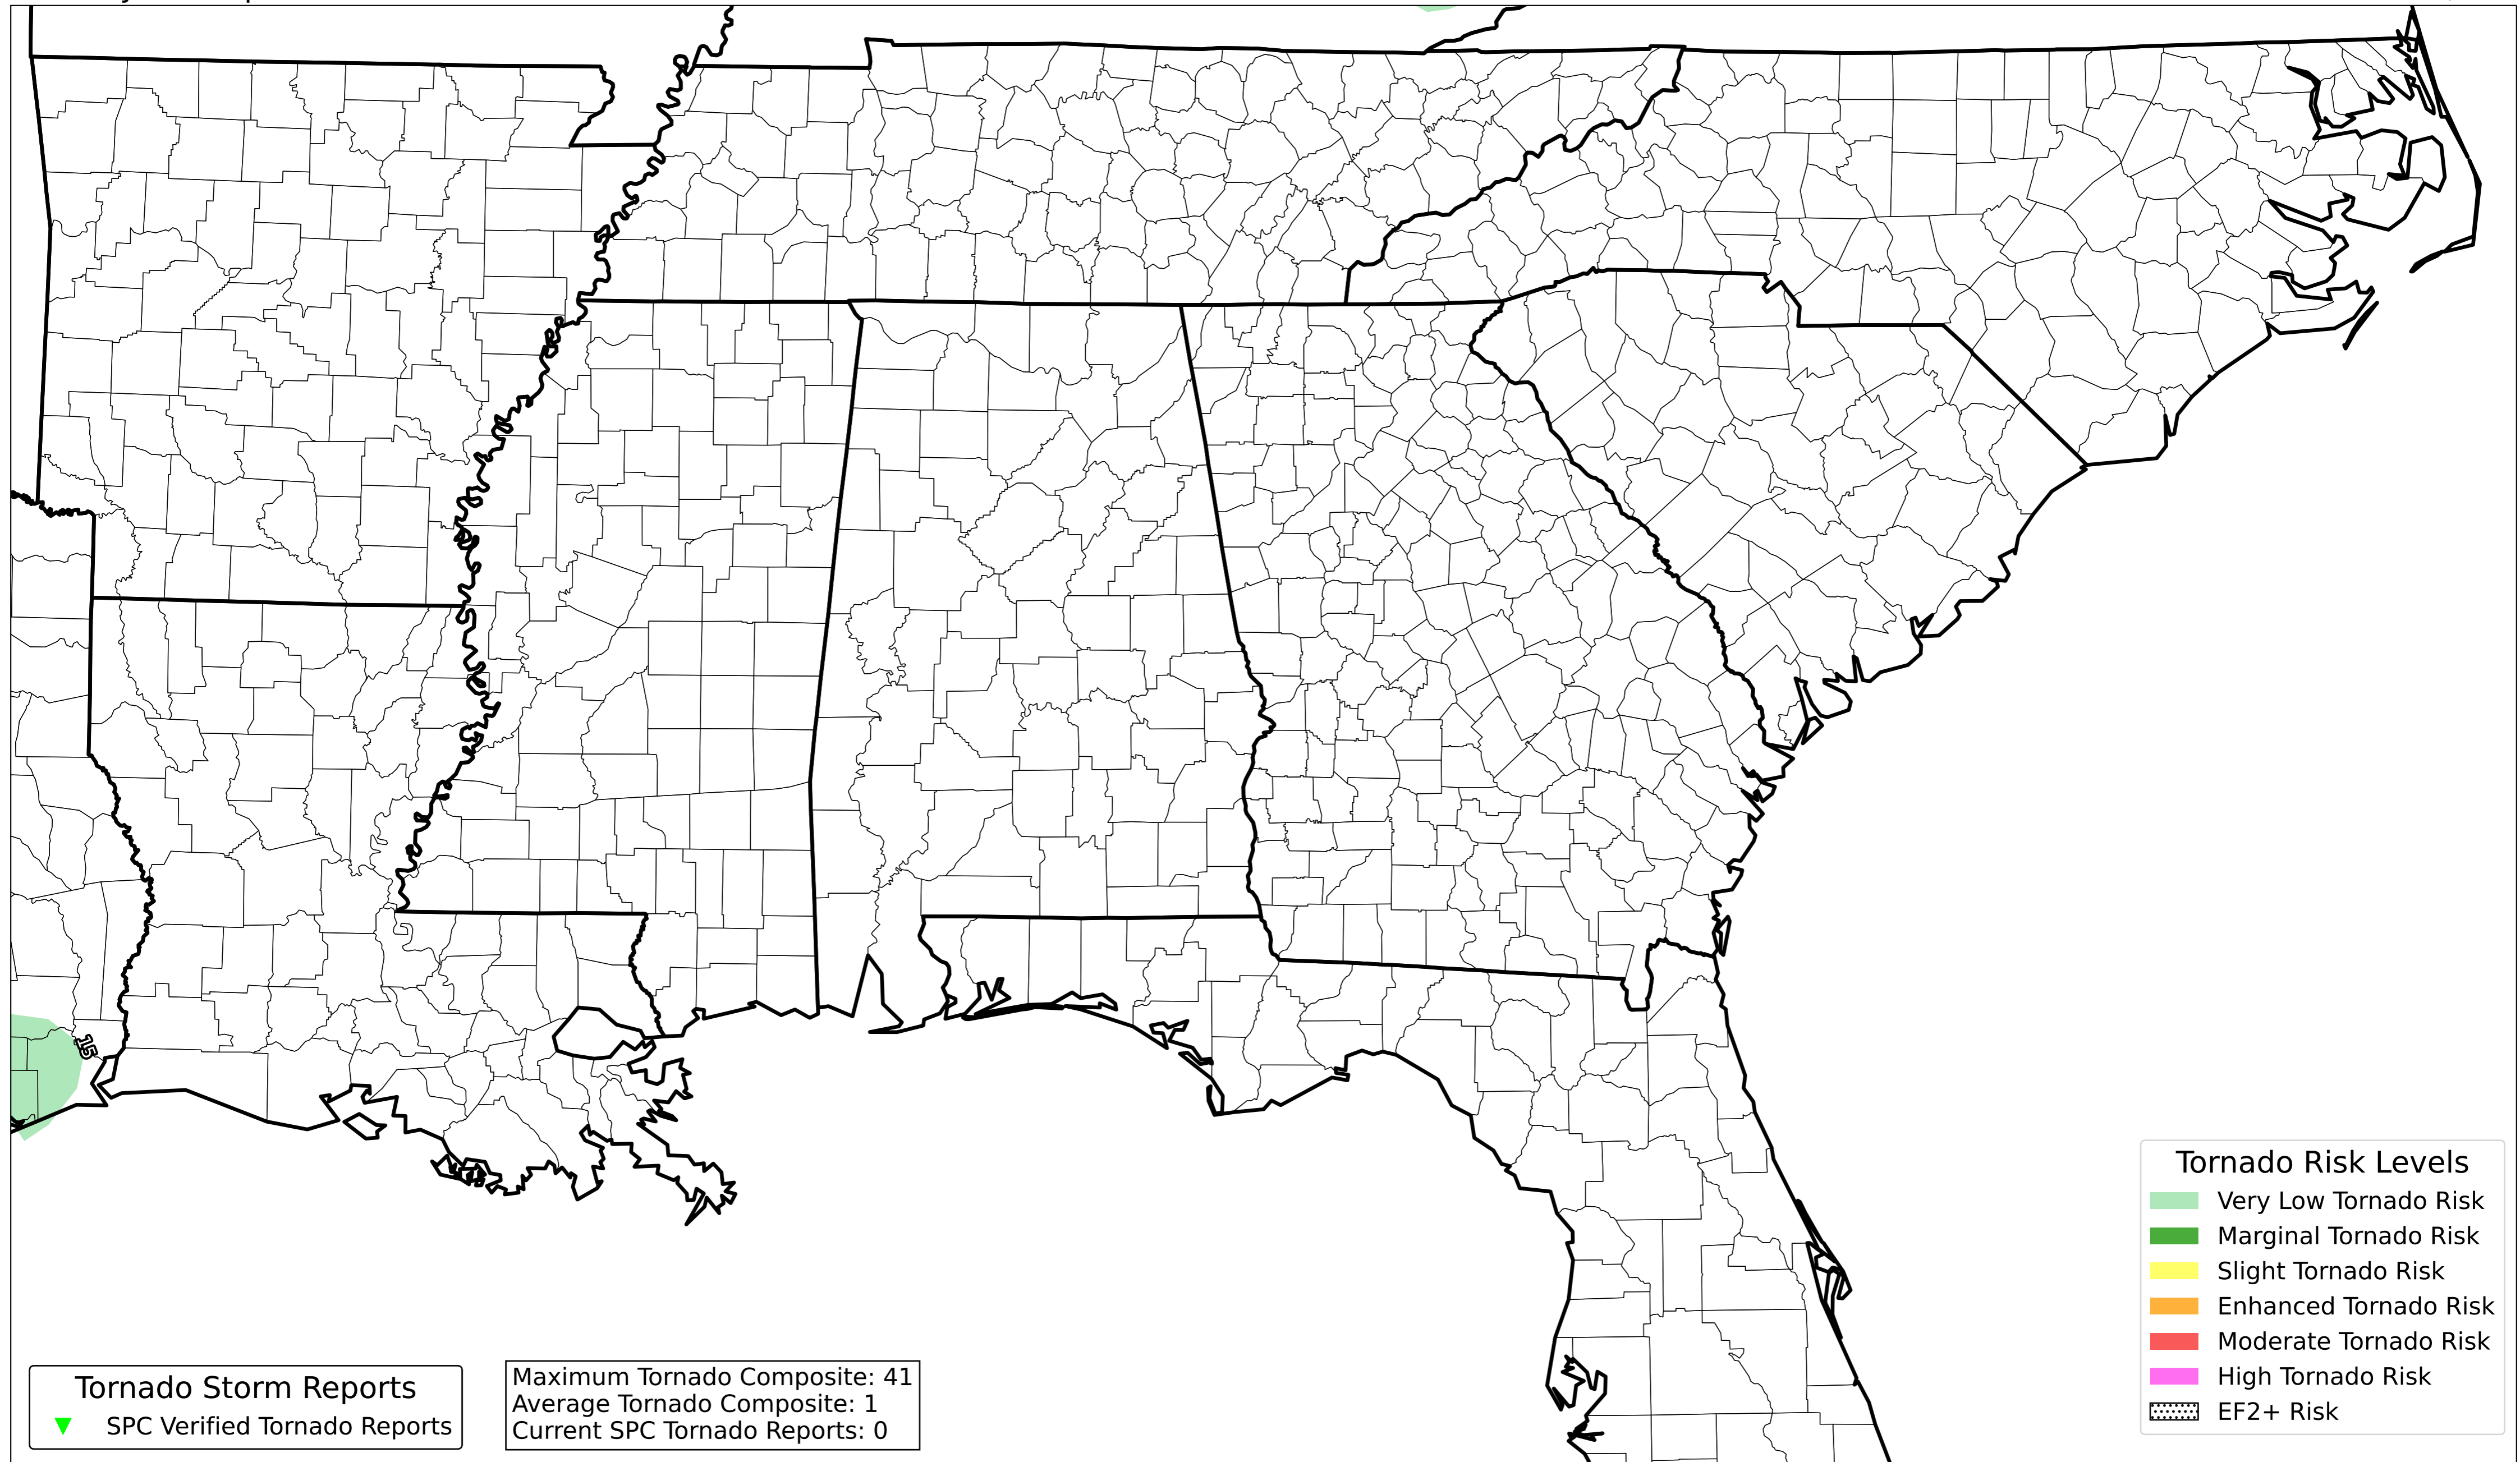 15
Tornado Risk Levels
Very Low Tornado Risk
Marginal Tornado Risk
Slight Tornado Risk
Enhanced Tornado Risk
Moderate Tornado Risk
High Tornado Risk
EF2+ Risk
Tornado Storm Reports
SPC Verified Tornado Reports
Maximum Tornado Composite: 41
Average Tornado Composite: 1
Current SPC Tornado Reports: 0